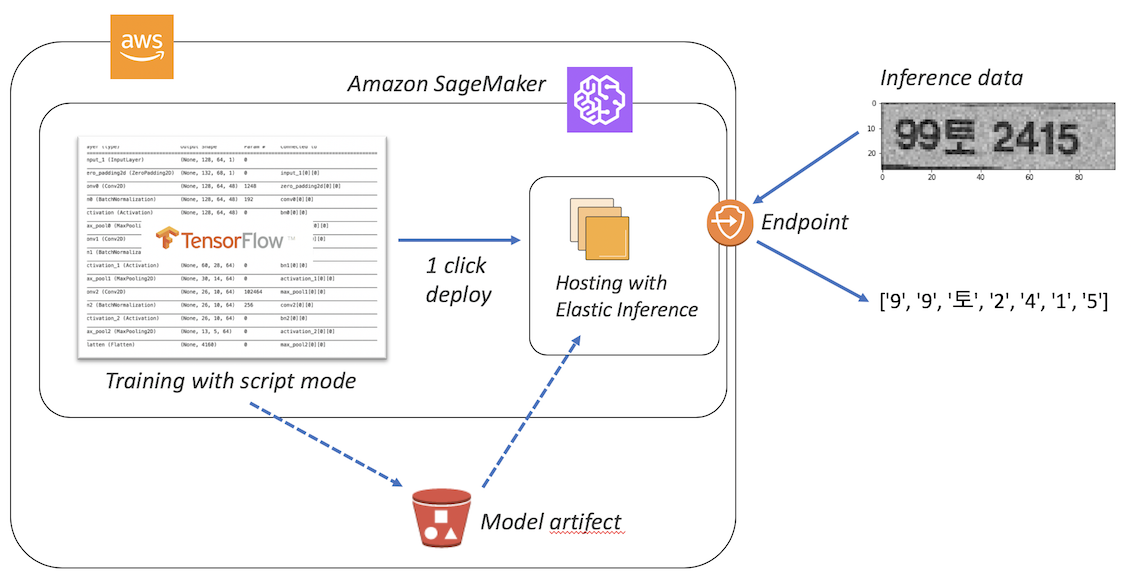 aws
Amazon SageMaker
Inference data
ayer (type) Output Shape Param # Connected to
nput_1 (InputLayer) (None, 128, 64, 1) 0
ero_padding2d (ZeroPadding2D) (None, 132, 68, 1) 0 input_1[0][0]
onv0 (Conv2D) (None, 128, 64, 48) 1248 zero_padding2d[0][0]
n0 (BatchNormalization) (None, 128, 64, 48) 192 conv0[0][0]
ctivation (Activation) (None, 128, 64, 48) 0 bn0[0][0]
ax_pool0 (MaxPooli [0][0]
onv1 (Conv2D) [0][0]
n1 (BatchNormaliza
TensorFlow ™
ctivation_1 (Activation) (None, 60, 28, 64) 0 bn1[0][0]
ax_pool1 (MaxPooling2D) (None, 30, 14, 64) 0 activation_1[0][0]
onv2 (Conv2D) (None, 26, 10, 64) 102464 max_pool1[0][0]
n2 (BatchNormalization) (None, 26, 10, 64) 256 conv2[0][0]
ctivation_2 (Activation) (None, 26, 10, 64) 0 bn2[0][0]
ax_pool2 (MaxPooling2D) (None, 13, 5, 64) 0 activation_2[0][0]
latten (Flatten) (None, 4160) 0 max_pool2[0][0]
Training with script mode
1 click
deploy
Hosting with
Elastic Inference
Model artifect
0
10
20
99토 2415
0 20 40 60 80
Endpoint
['9', '9', '토', '2', '4', '1', '5']